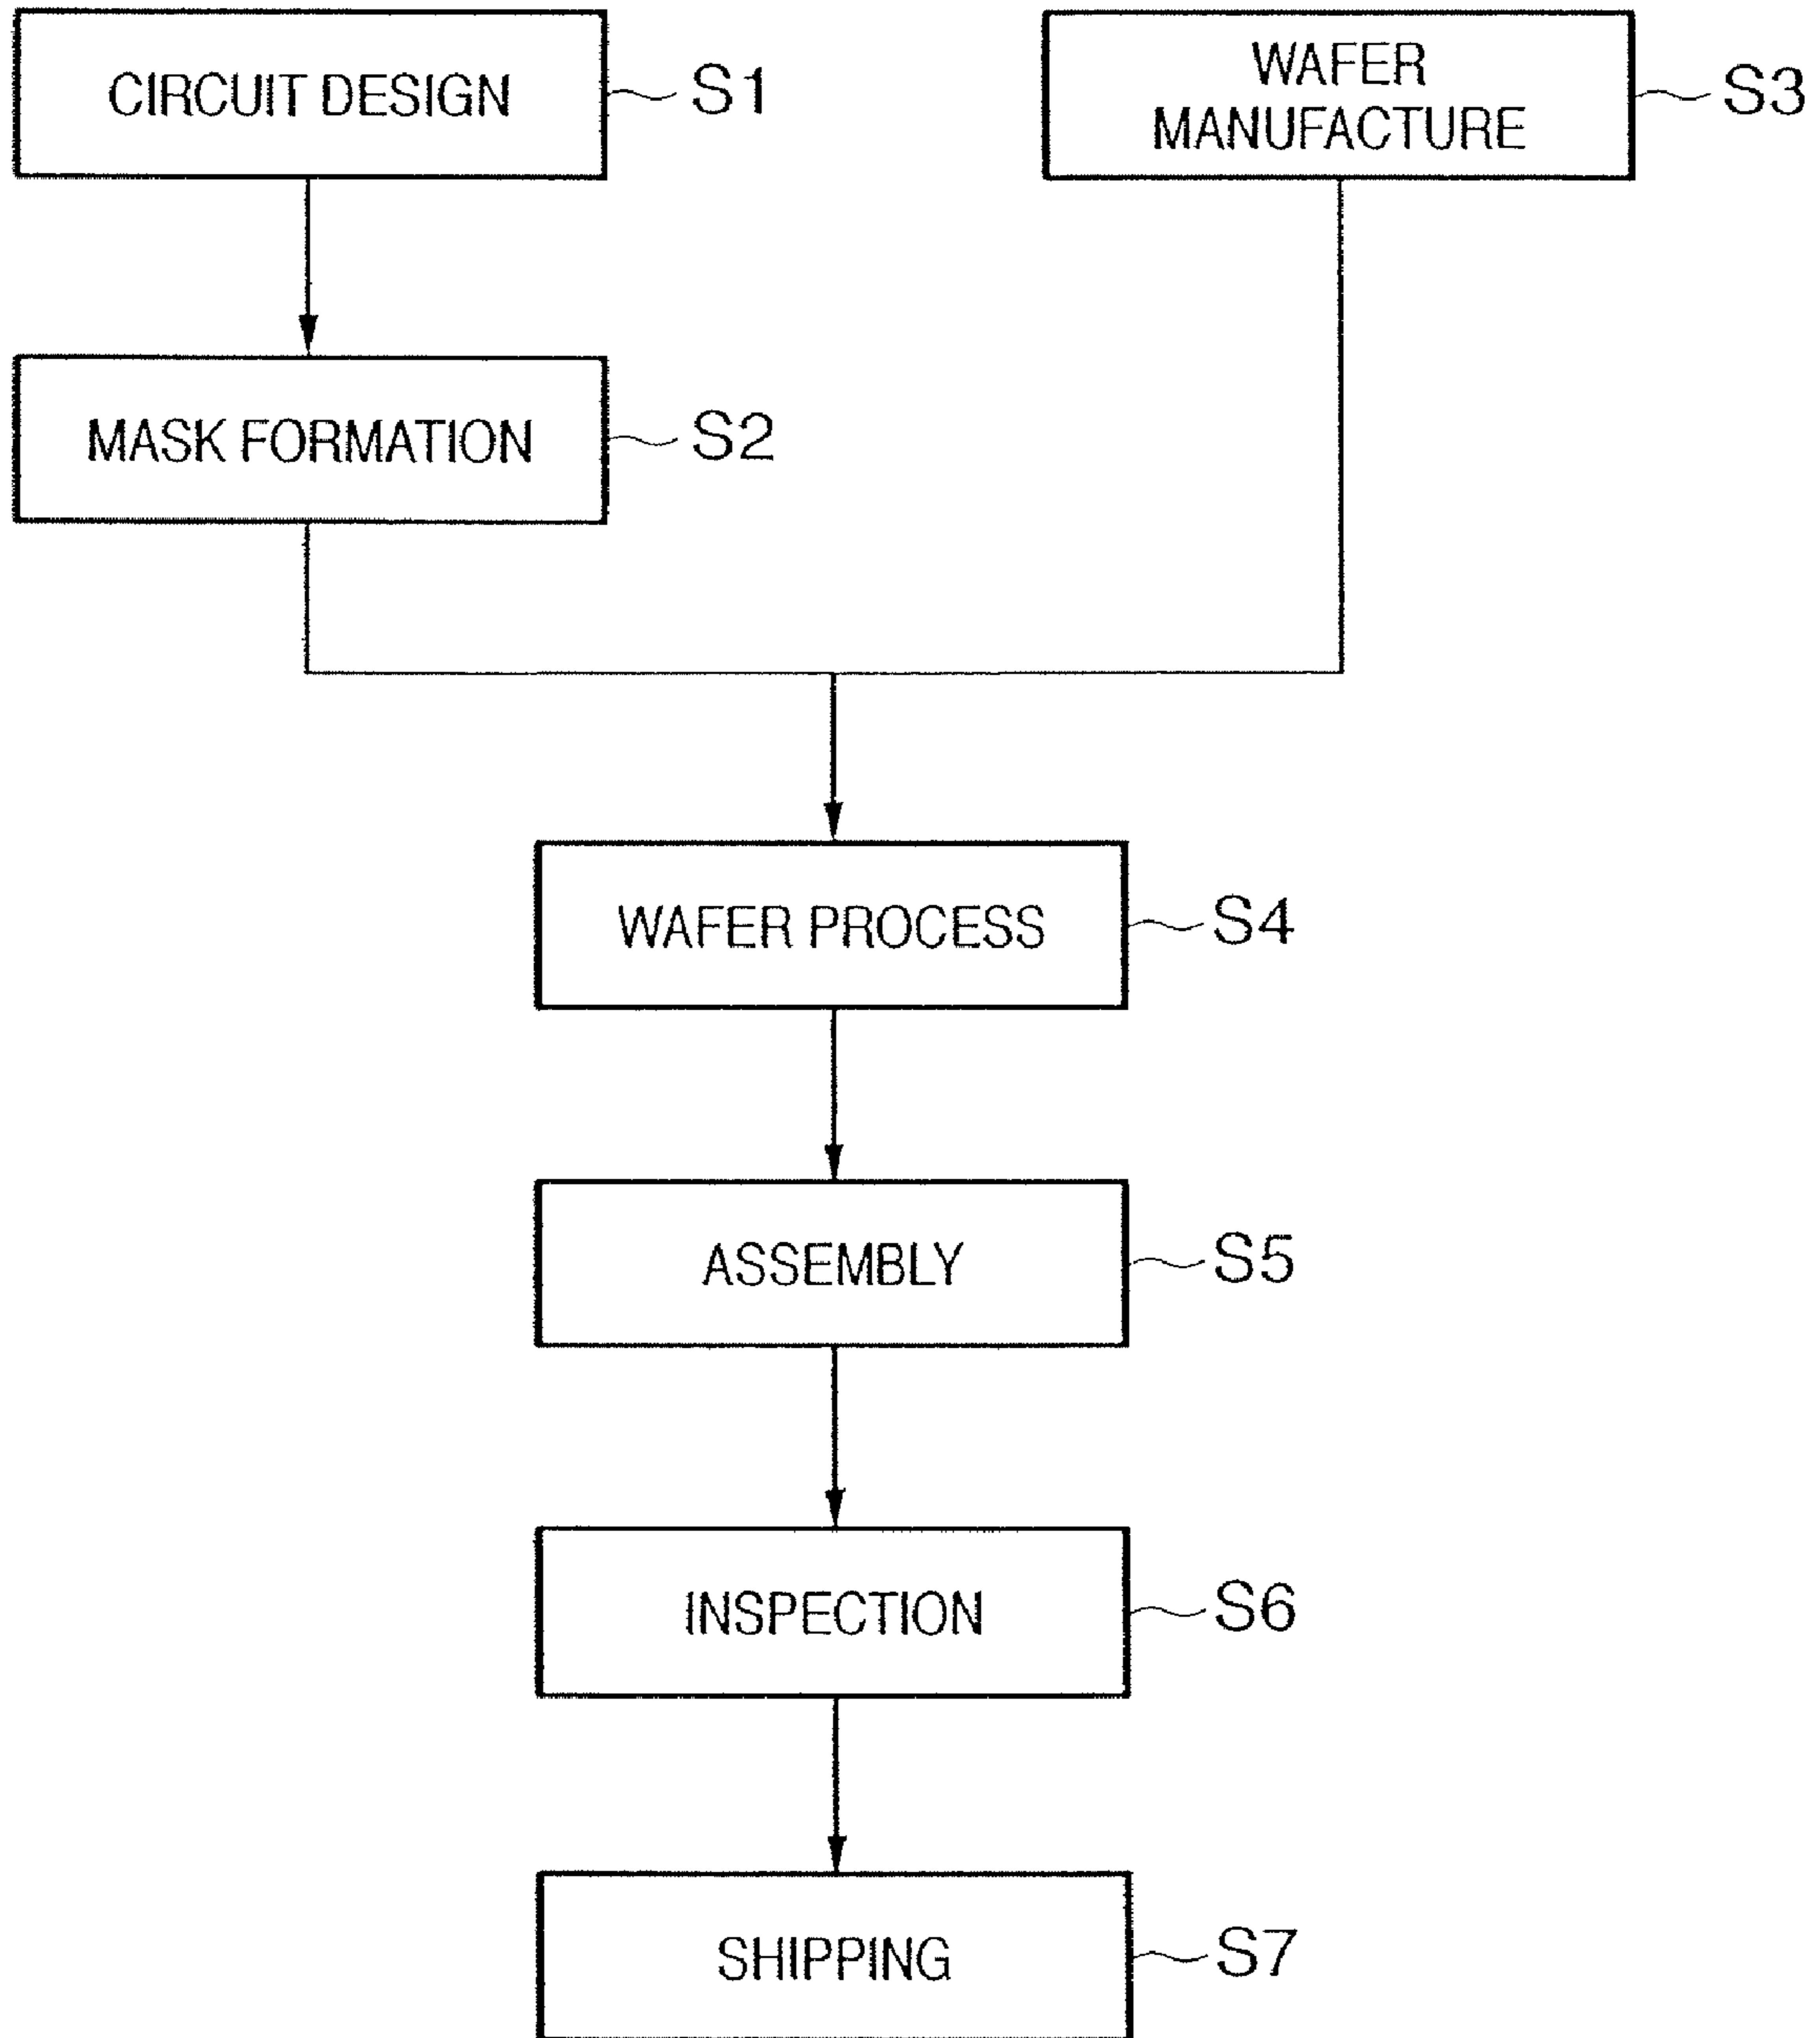 CIRCUIT DESIGN
S1
WAFER
MANUFACTURE
S3
MASK FORMATION
S2
WAFER PROCESS
S4
ASSEMBLY
S5
INSPECTION
S6
SHIPPING
S7